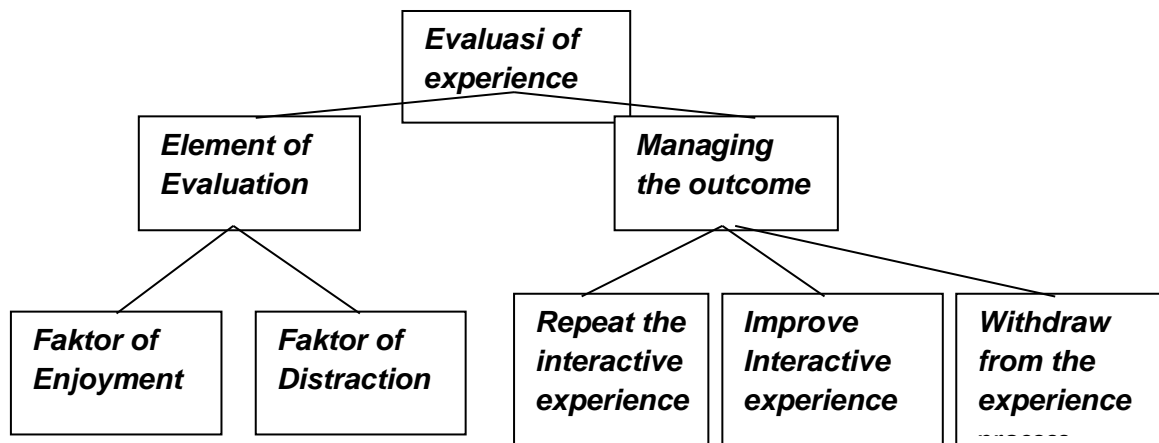 Evaluasi of
experience
Element of
Evaluation
Managing
the outcome
Faktor of
Enjoyment
Faktor of
Distraction
Repeat the
interactive
experience
Improve
Interactive
experience
Withdraw
from the
experience